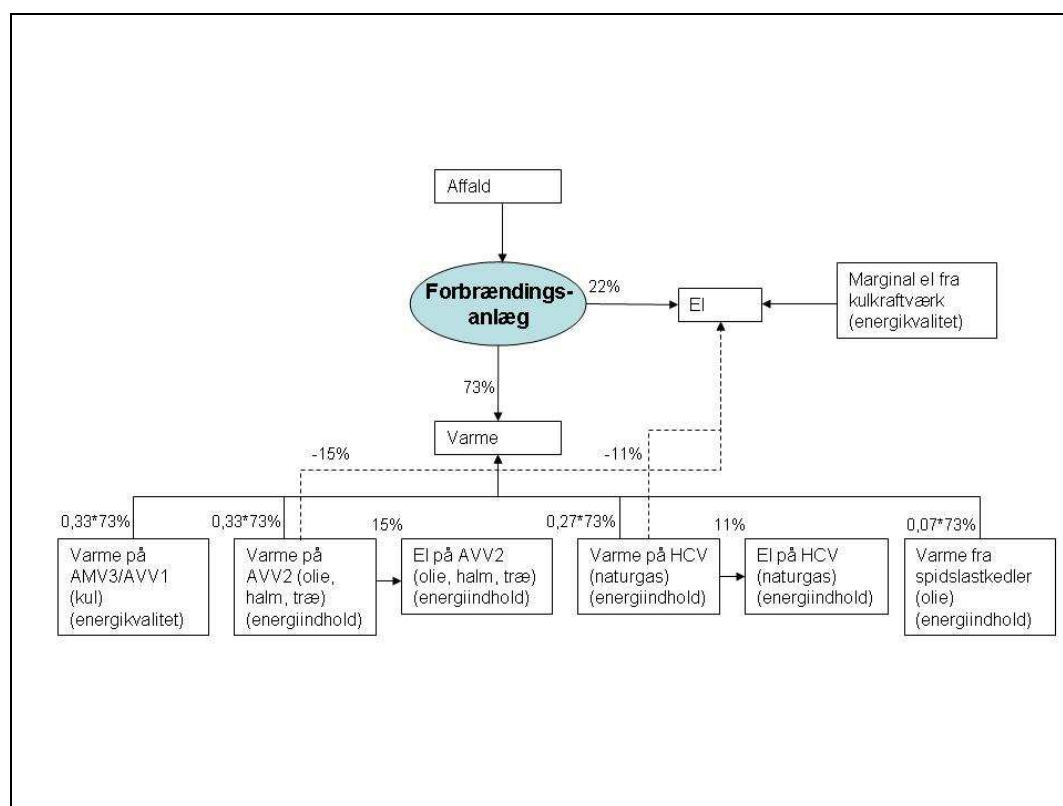 Affald
Forbrændings-
anlæg
22%
El
Marginal el fra
kulkraftværk
(energikvalitet)
73%
Varme
-15%
-11%
0,33*73%
Varme på
AMV3/AVV1
(kul)
(energikvalitet)
0,33*73%
Varme på
AVV2 (olie,
halm, træ)
(energiindhold)
15%
El på AVV2
(olie, halm, træ)
(energiindhold)
0,27*73%
Varme på HCV
(naturgas)
(energiindhold)
11%
El på HCV
(naturgas)
(energiindhold)
0,07*73%
Varme fra
spidslastkedler
(olie)
(energiindhold)